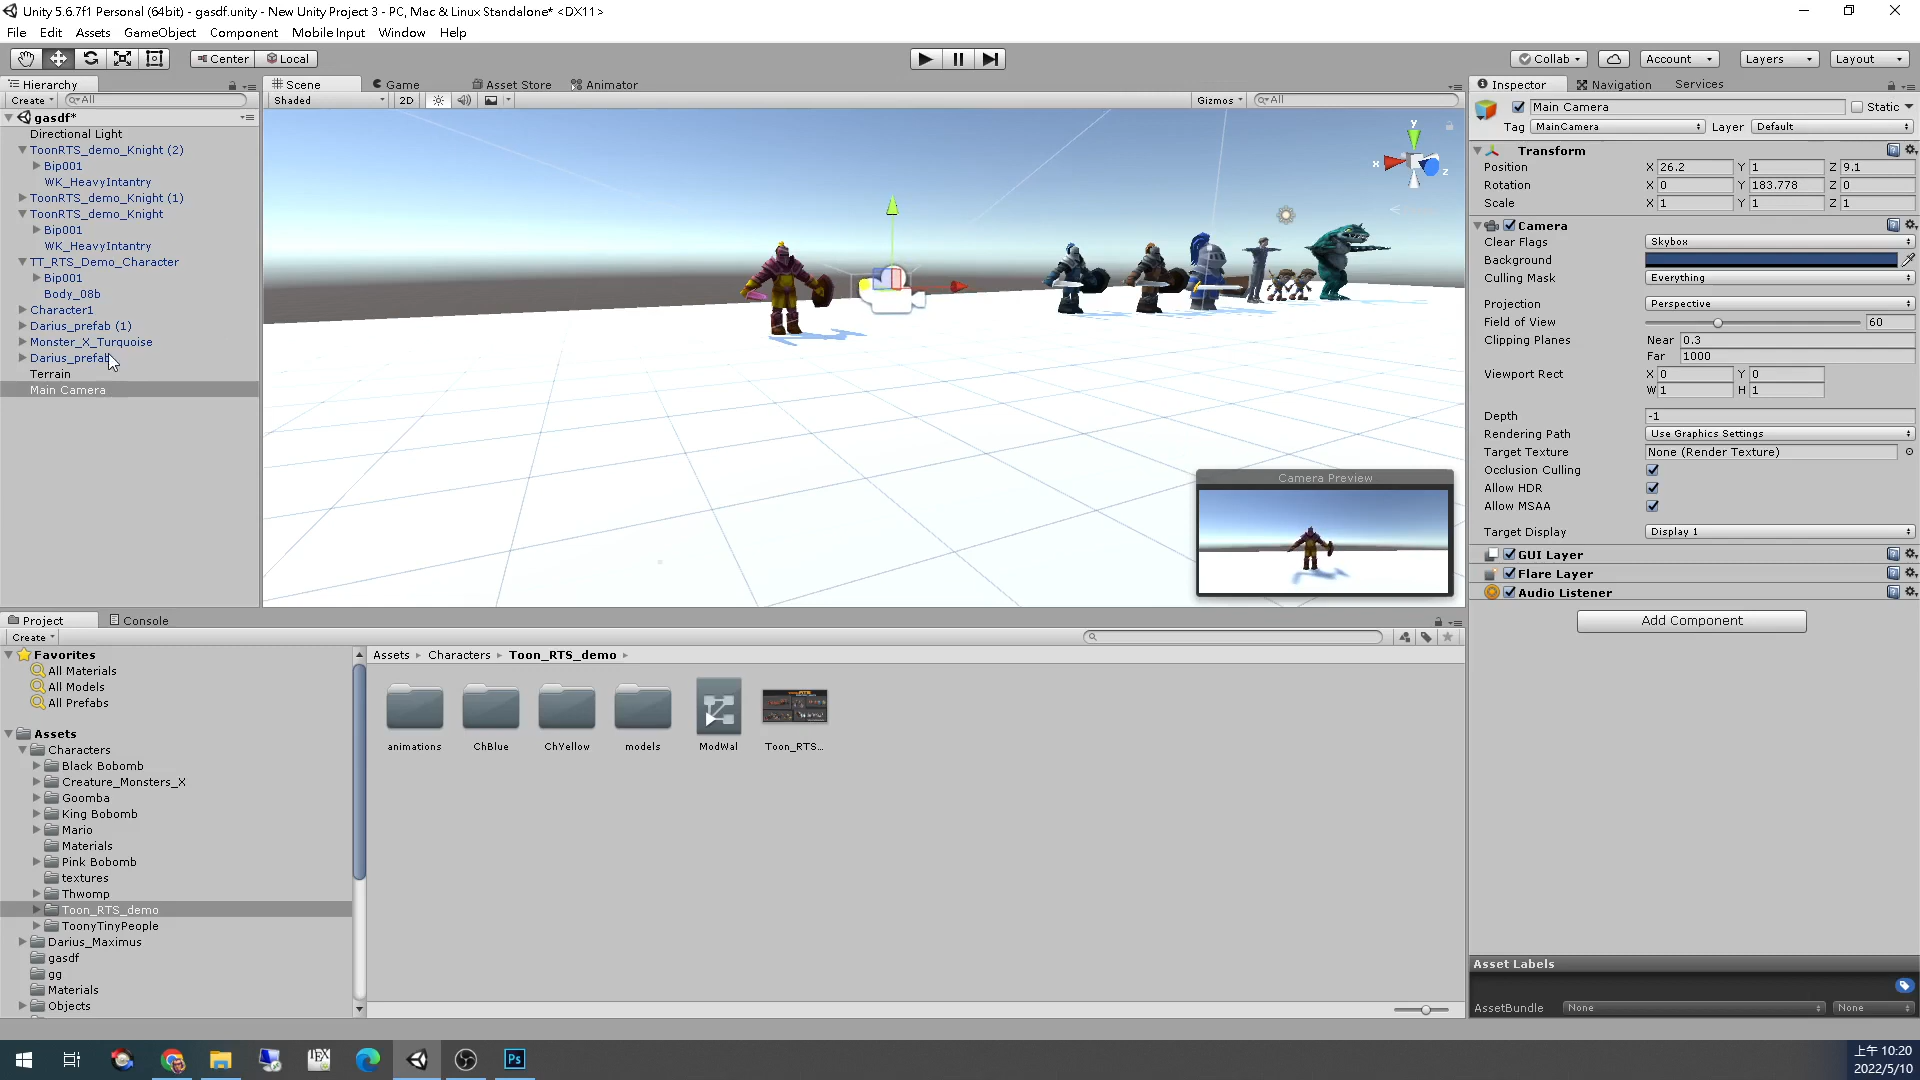 Unity 5.6.7f1 Personal (64bit) - gasdf.unity - New Unity Project 3 - PC, Mac & Linux Standalone* <DX11>
File Edit Assets GameObject Component Mobile Input Window Help
Center Local Collab Account Layers Layout
Hierarchy
Create All
gasdf*
Directional Light
ToonRTS_demo_Knight (2)
Bip001
WK_HeavyIntantry
ToonRTS_demo_Knight (1)
ToonRTS_demo_Knight
Bip001
WK_HeavyIntantry
TT_RTS_Demo_Character
Bip001
Body_08b
Character1
Darius_prefab (1)
Monster_X_Turquoise
Darius_prefab
Terrain
Main Camera
Scene Game Asset Store Animator
Shaded 2D Gizmos All
y
x
z
Camera Preview
Inspector Navigation Services
Main Camera Static
Tag MainCamera Layer Default
Transform
Position X 26.2 Y 1 Z 9.1
Rotation X 0 Y 183.778 Z 0
Scale X 1 Y 1 Z 1
Camera
Clear Flags Skybox
Background
Culling Mask Everything
Projection Perspective
Field of View 60
Clipping Planes Near 0.3
Far 1000
Viewport Rect X 0 Y 0
W 1 H 1
Depth -1
Rendering Path Use Graphics Settings
Target Texture None (Render Texture)
Occlusion Culling
Allow HDR
Allow MSAA
Target Display Display 1
GUI Layer
Flare Layer
Audio Listener
Add Component
Asset Labels
AssetBundle None None
Project Console
Create
Favorites
All Materials
All Models
All Prefabs
Assets
Characters
Black Bobomb
Creature_Monsters_X
Goomba
King Bobomb
Mario
Materials
Pink Bobomb
textures
Thwomp
Toon_RTS_demo
ToonyTinyPeople
Darius_Maximus
gasdf
gg
Materials
Objects
Assets Characters Toon_RTS_demo
animations ChBlue ChYellow models ModWal Toon_RTS...
TEX
Ps
上午 10:20
2022/5/10